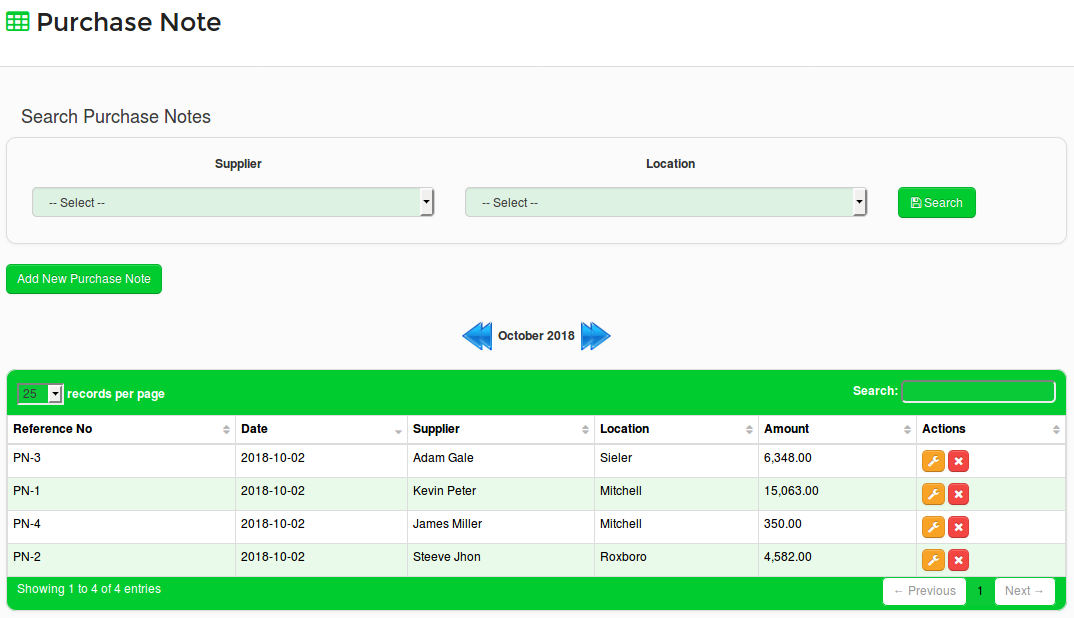 Purchase Note
Search Purchase Notes
Supplier Location
-- Select -- -- Select -- Search
Add New Purchase Note
October 2018
25 records per page Search:
Reference No Date Supplier Location Amount Actions
PN-3 2018-10-02 Adam Gale Sieler 6,348.00
PN-1 2018-10-02 Kevin Peter Mitchell 15,063.00
PN-4 2018-10-02 James Miller Mitchell 350.00
PN-2 2018-10-02 Steeve Jhon Roxboro 4,582.00
Showing 1 to 4 of 4 entries ← Previous 1 Next →